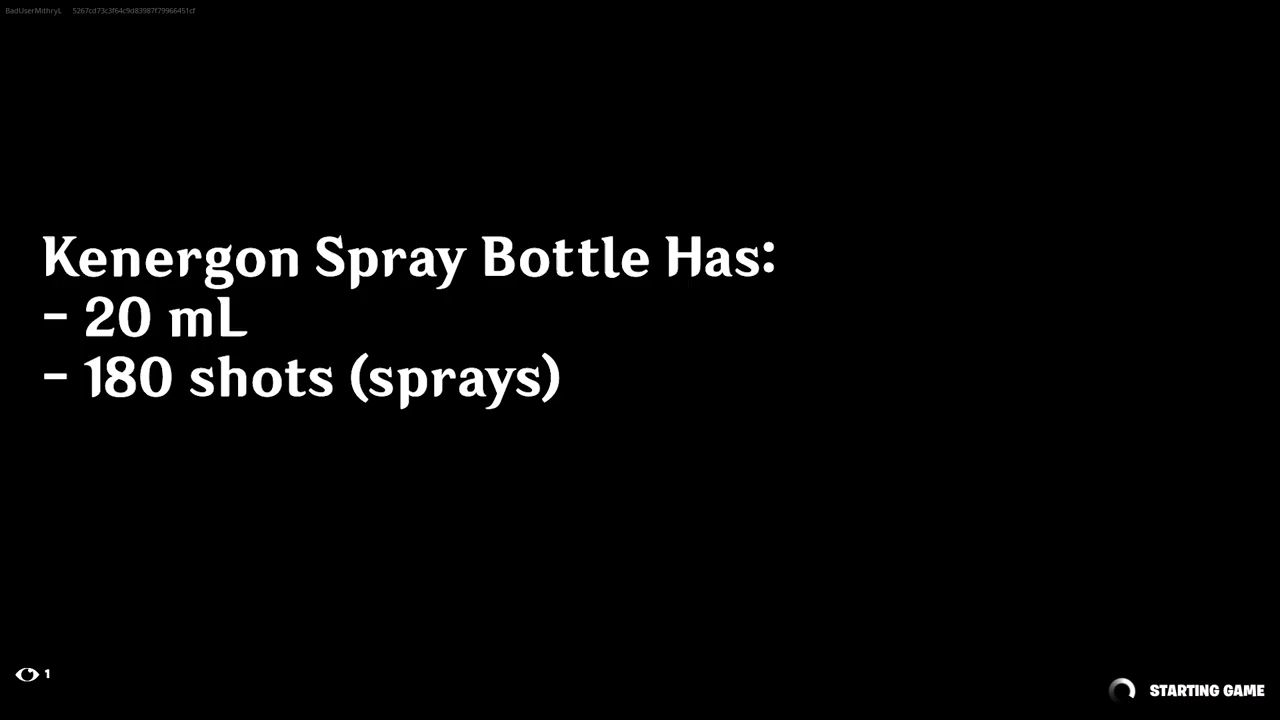 BadUserMithryL 5267cd73c3f64c9d83987f79966451cf
Kenergon Spray Bottle Has:
- 20 mL
- 180 shots (sprays)
1
STARTING GAME